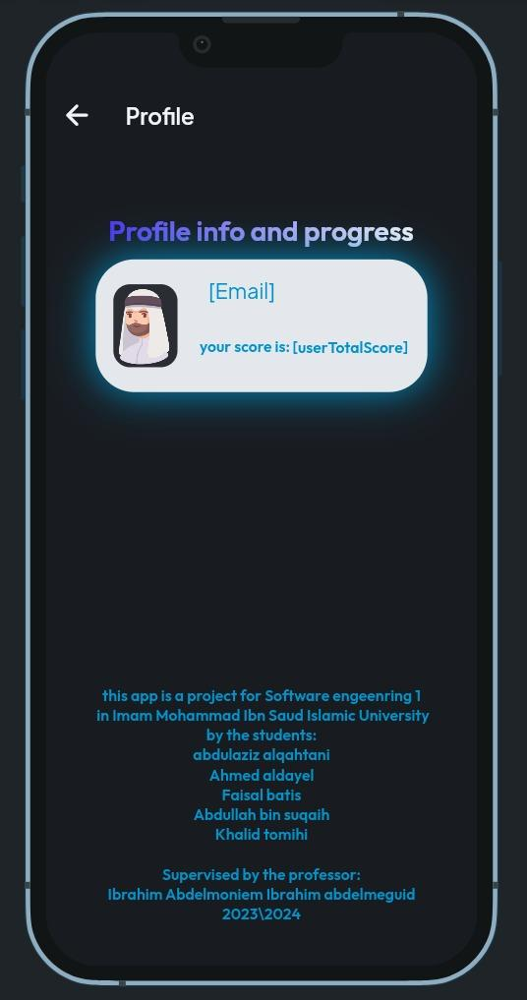 Profile
Profile info and progress
[Email]
your score is: [userTotalScore]
this app is a project for Software engeenring 1
in Imam Mohammad Ibn Saud Islamic University
by the students:
abdulaziz alqahtani
Ahmed aldayel
Faisal batis
Abdullah bin suqaih
Khalid tomihi
Supervised by the professor:
Ibrahim Abdelmoniem Ibrahim abdelmeguid
2023\2024